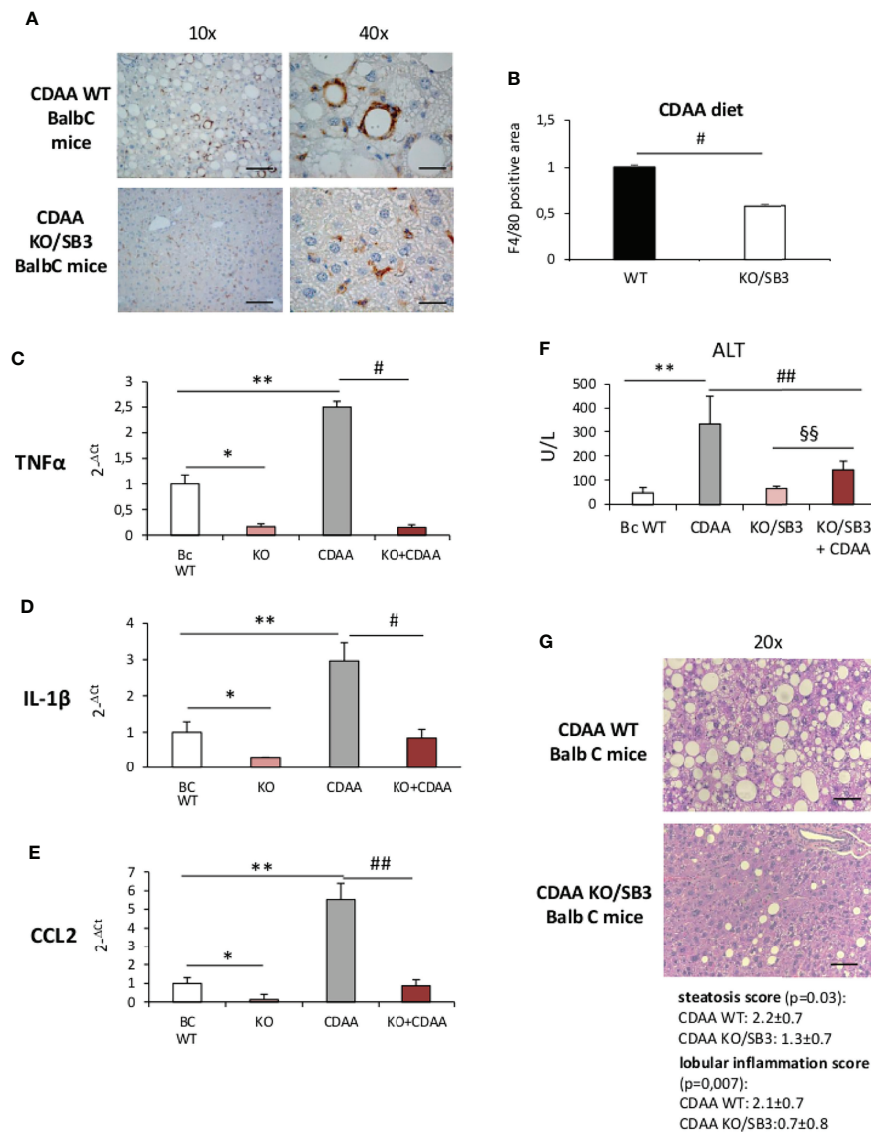 A
10x
40x
CDAA WT
BalbC
mice
CDAA
KO/SB3
BalbC mice
B
CDAA diet
F4/80 positive area
1,5
1
0,5
0
#
WT
KO/SB3
C
TNFα
2-ΔCt
3
2,5
2
1,5
1
0,5
0
**
#
*
Bc
WT
KO
CDAA
KO+CDAA
F
ALT
U/L
500
400
300
200
100
0
**
##
§§
Bc WT
CDAA
KO/SB3
KO/SB3
+ CDAA
D
IL-1β
2-ΔCt
4
3
2
1
0
**
#
*
BC
WT
KO
CDAA
KO+CDAA
E
CCL2
2-ΔCt
7
6
5
4
3
2
1
0
**
##
*
BC
WT
KO
CDAA
KO+CDAA
G
20x
CDAA WT
Balb C mice
CDAA KO/SB3
Balb C mice
steatosis score (p=0.03):
CDAA WT: 2.2±0.7
CDAA KO/SB3: 1.3±0.7
lobular inflammation score
(p=0,007):
CDAA WT: 2.1±0.7
CDAA KO/SB3:0.7±0.8